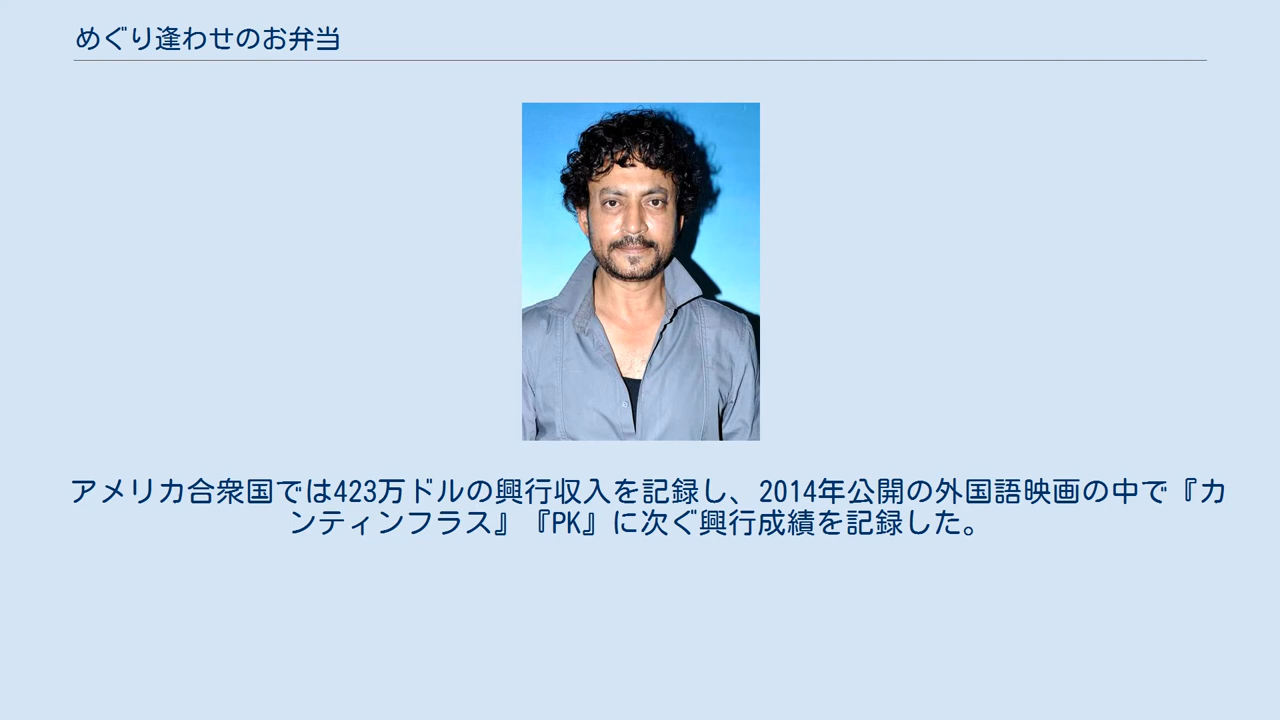 めぐり逢わせのお弁当
アメリカ合衆国では423万ドルの興行収入を記録し、2014年公開の外国語映画の中で『カ
ンティンフラス』『PK』に次ぐ興行成績を記録した。